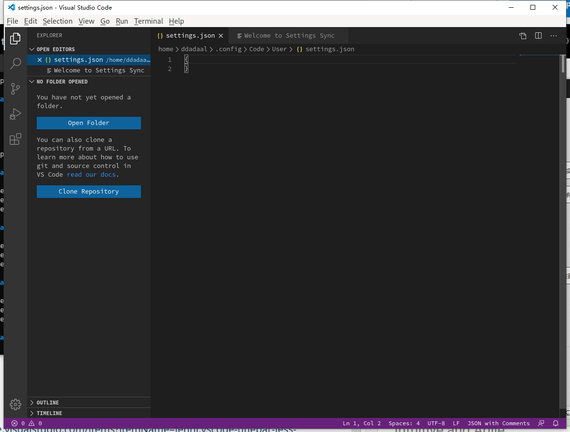 settings.json - Visual Studio Code
File Edit Selection View Go Run Terminal Help
EXPLORER
settings.json
Welcome to Settings Sync
OPEN EDITORS
home > ddadaal > .config > Code > User > {} settings.json
{} settings.json /home/ddadaa...
Welcome to Settings Sync
NO FOLDER OPENED
You have not yet opened a
folder.
Open Folder
You can also clone a
repository from a URL. To
learn more about how to use
git and source control in
VS Code read our docs.
Clone Repository
1 {
2 }
OUTLINE
TIMELINE
0 0
Ln 1, Col 2 Spaces: 4 UTF-8 LF JSON with Comments